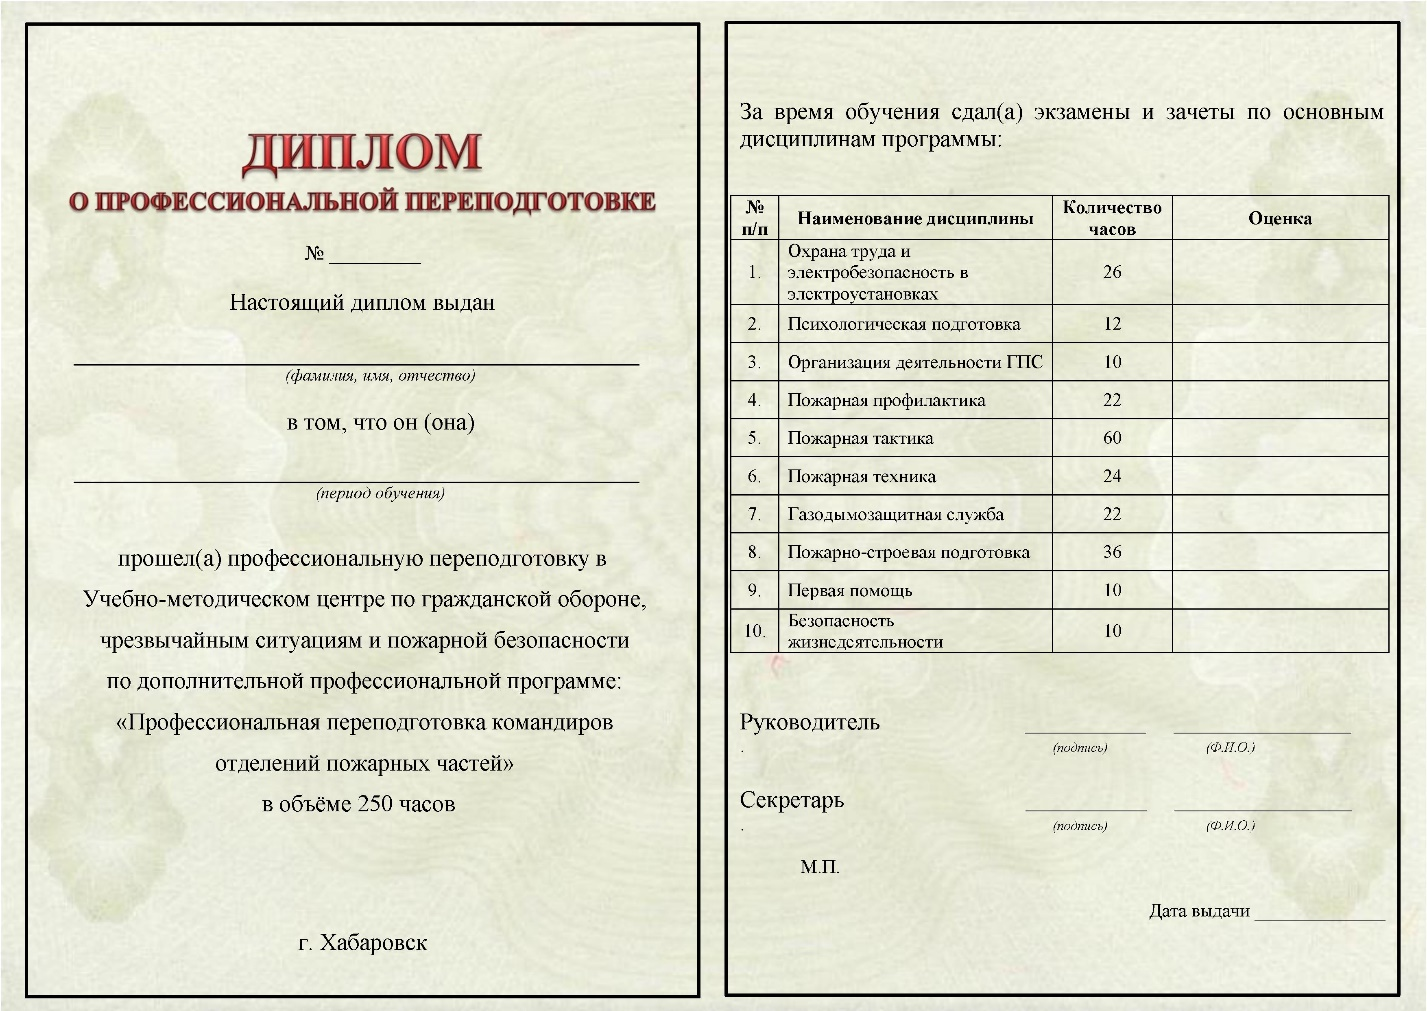 ДИПЛОМ
О ПРОФЕССИОНАЛЬНОЙ ПЕРЕПОДГОТОВКЕ
№ ________
Настоящий диплом выдан
(фамилия, имя, отчество)
в том, что он (она)
(период обучения)
прошел(а) профессиональную переподготовку в
Учебно-методическом центре по гражданской обороне,
чрезвычайным ситуациям и пожарной безопасности
по дополнительной профессиональной программе:
«Профессиональная переподготовка командиров
отделений пожарных частей»
в объёме 250 часов
г. Хабаровск
За время обучения сдал(а) экзамены и зачеты по основным
дисциплинам программы:
№ п/п Наименование дисциплины Количество часов Оценка
1. Охрана труда и электробезопасность в электроустановках 26
2. Психологическая подготовка 12
3. Организация деятельности ГПС 10
4. Пожарная профилактика 22
5. Пожарная тактика 60
6. Пожарная техника 24
7. Газодымозащитная служба 22
8. Пожарно-строевая подготовка 36
9. Первая помощь 10
10. Безопасность жизнедеятельности 10
Руководитель
. (подпись) (Ф.И.О.)
Секретарь
. (подпись) (Ф.И.О.)
М.П.
Дата выдачи ______________